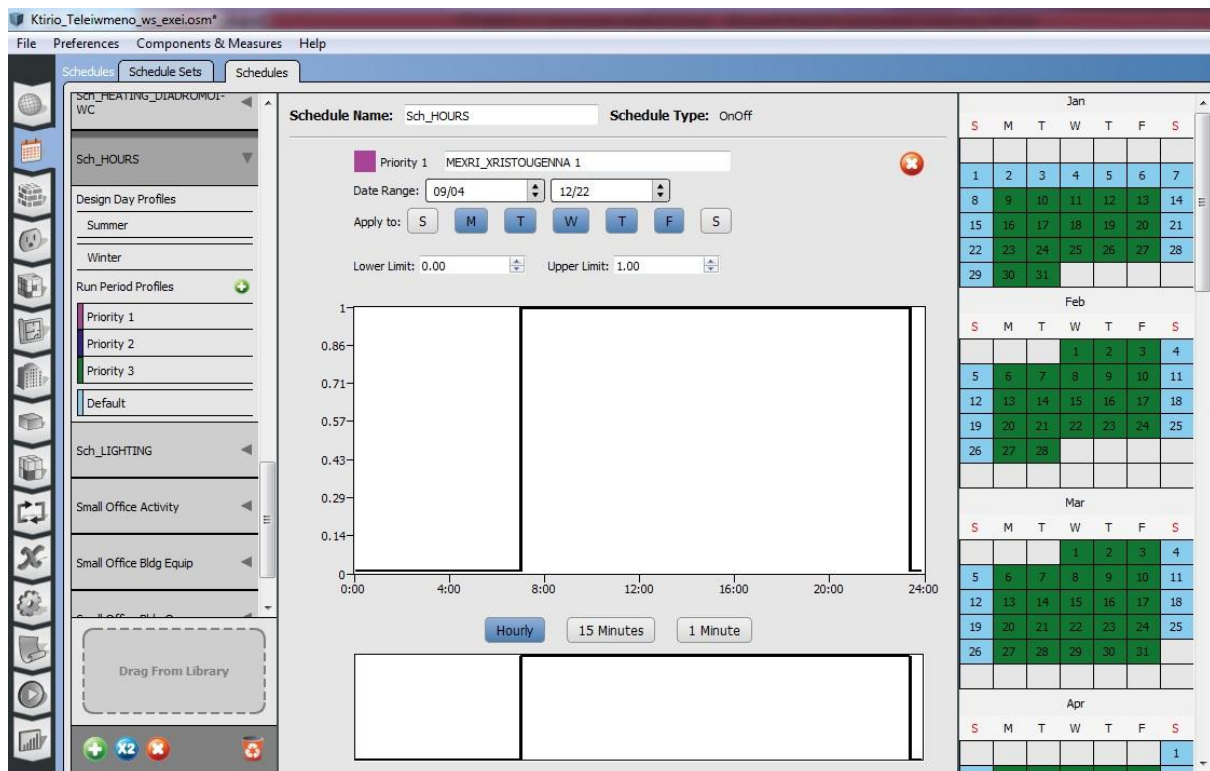 Ktirio_Teleiwmeno_ws_exei.osm*
File Preferences Components & Measures Help
Schedules Schedule Sets Schedules
Sch_HEATING_DIADROMOI-
WC
Sch_HOURS
Design Day Profiles
Summer
Winter
Run Period Profiles
Priority 1
Priority 2
Priority 3
Default
Sch_LIGHTING
Small Office Activity
Small Office Bldg Equip
Drag From Library
X2
Schedule Name: Sch_HOURS Schedule Type: OnOff
Priority 1 MEXRI_XRISTOUGENNA 1
Date Range: 09/04 12/22
Apply to: S M T W T F S
Lower Limit: 0.00 Upper Limit: 1.00
1
0.86
0.71
0.57
0.43
0.29
0.14
0
0:00 4:00 8:00 12:00 16:00 20:00 24:00
Hourly 15 Minutes 1 Minute
Jan
S M T W T F S
1 2 3 4 5 6 7
8 9 10 11 12 13 14
15 16 17 18 19 20 21
22 23 24 25 26 27 28
29 30 31
Feb
S M T W T F S
1 2 3 4
5 6 7 8 9 10 11
12 13 14 15 16 17 18
19 20 21 22 23 24 25
26 27 28
Mar
S M T W T F S
1 2 3 4
5 6 7 8 9 10 11
12 13 14 15 16 17 18
19 20 21 22 23 24 25
26 27 28 29 30 31
Apr
S M T W T F S
1